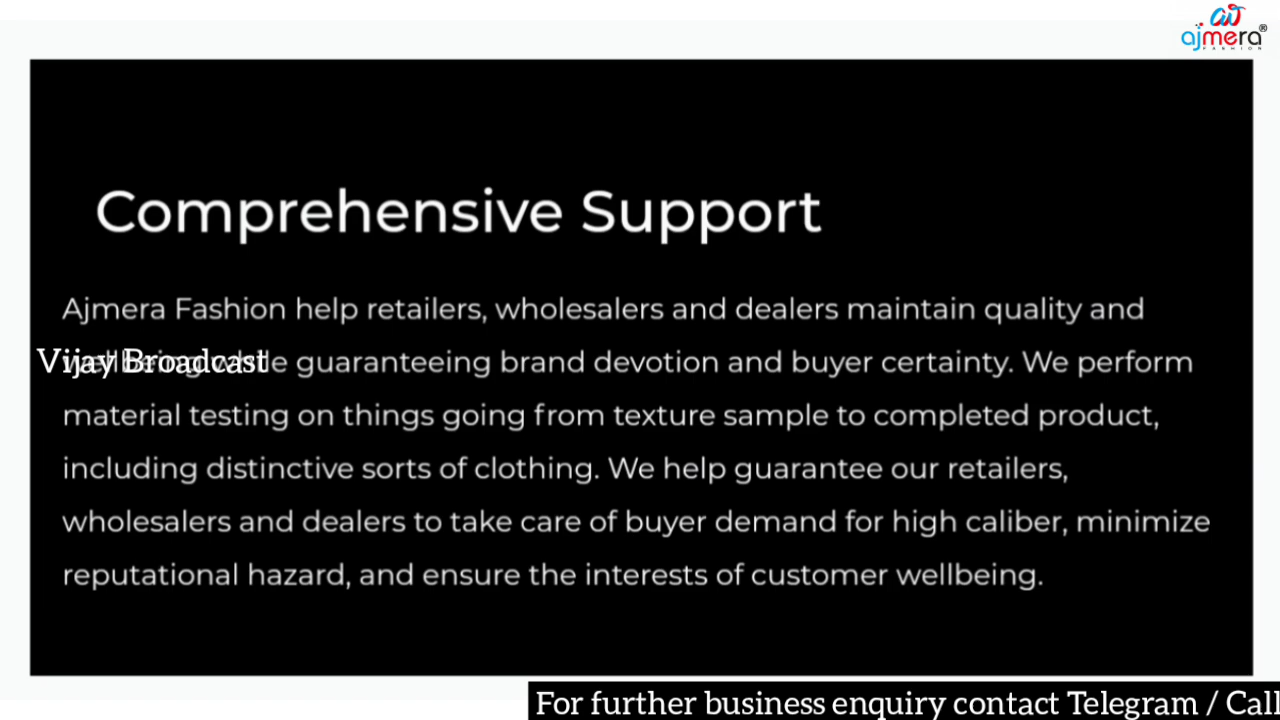 ajmera®
FASHION
Comprehensive Support
Ajmera Fashion help retailers, wholesalers and dealers maintain quality and
Vijay Broadcast
guaranteeing brand devotion and buyer certainty. We perform
material testing on things going from texture sample to completed product,
including distinctive sorts of clothing. We help guarantee our retailers,
wholesalers and dealers to take care of buyer demand for high caliber, minimize
reputational hazard, and ensure the interests of customer wellbeing.
For further business enquiry contact Telegram / Call